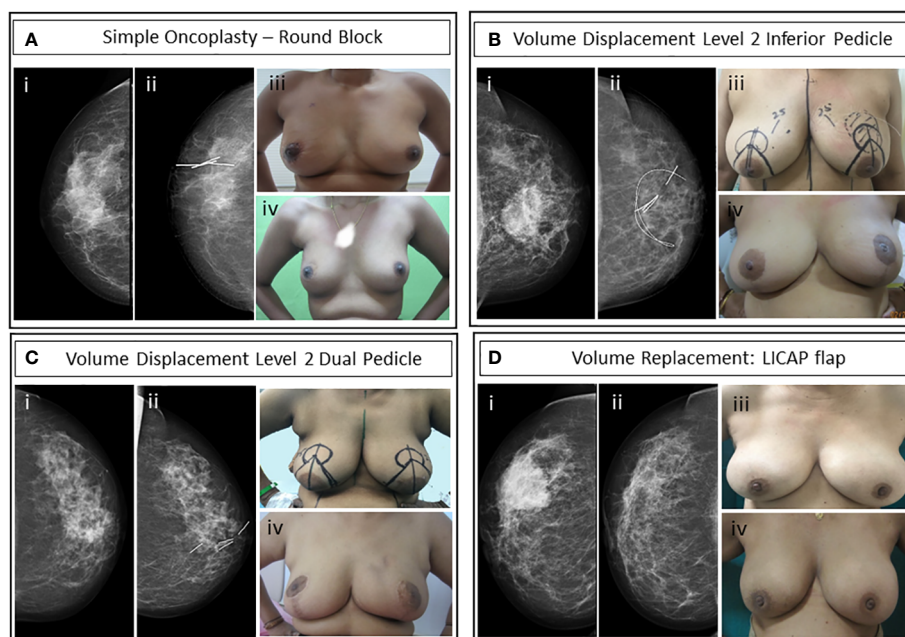 A
Simple Oncoplasty – Round Block
i
ii
iii
iv
B
Volume Displacement Level 2 Inferior Pedicle
i
ii
iii
iv
C
Volume Displacement Level 2 Dual Pedicle
i
ii
iv
D
Volume Replacement: LICAP flap
i
ii
iii
iv